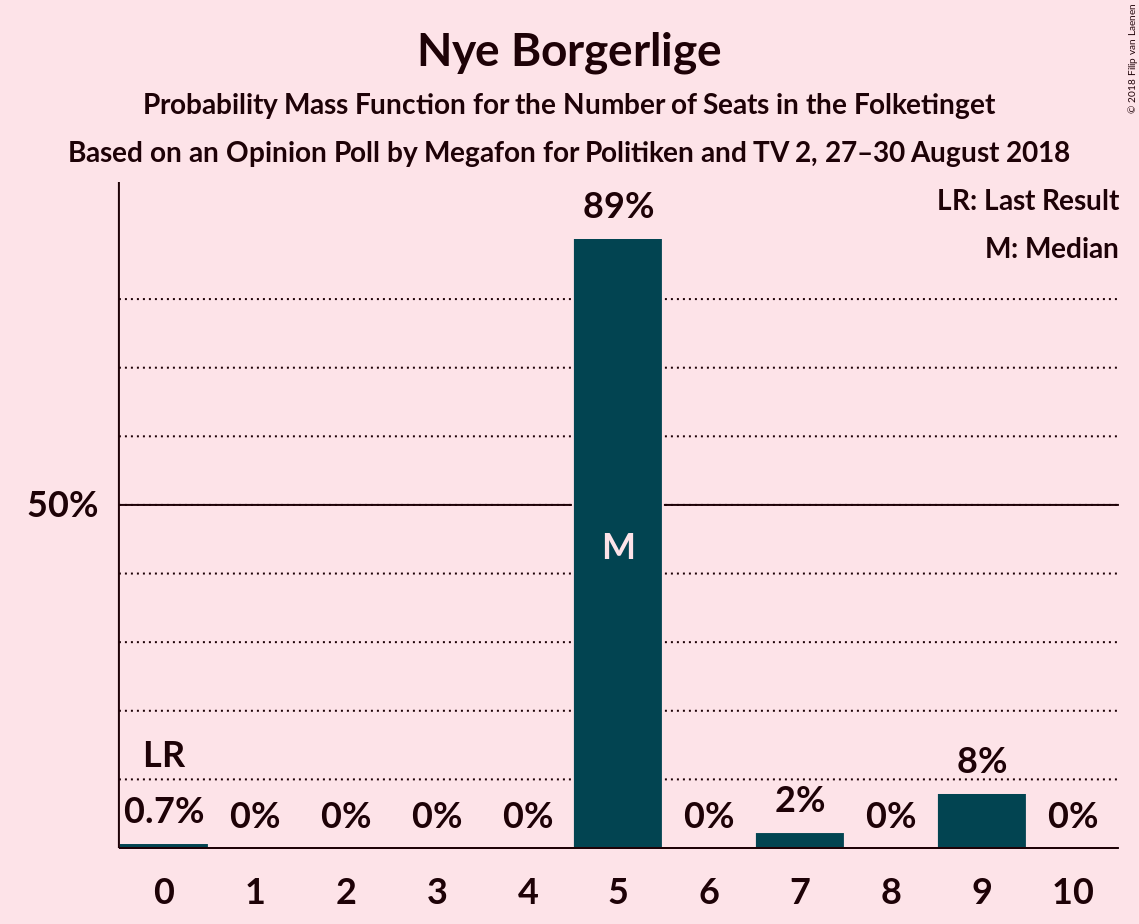 Nye Borgerlige
Probability Mass Function for the Number of Seats in the Folketinget
Based on an Opinion Poll by Megafon for Politiken and TV 2, 27–30 August 2018
© 2018 Filip van Laenen
LR: Last Result
M: Median
89%
50%
M
LR
0.7%
0%
0%
0%
0%
0%
2%
0%
8%
0%
0 1 2 3 4 5 6 7 8 9 10